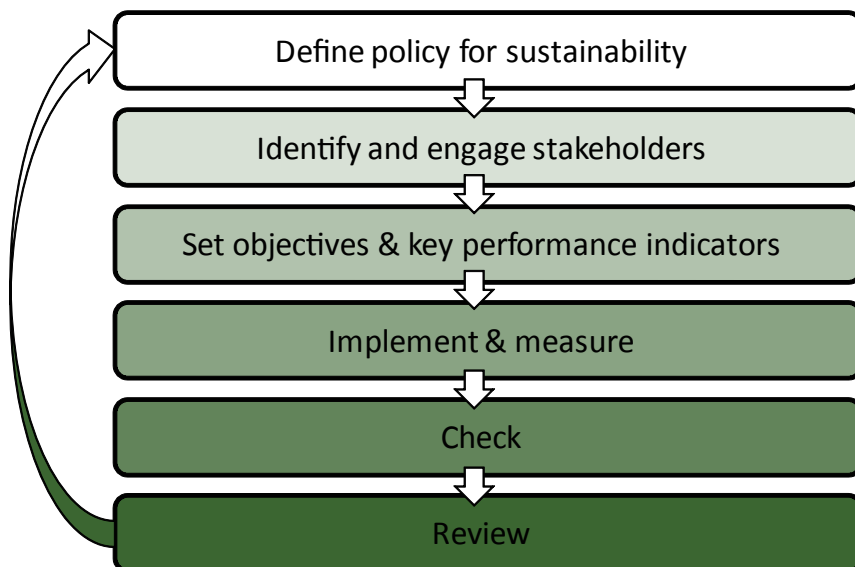 Define policy for sustainability
Identify and engage stakeholders
Set objectives & key performance indicators
Implement & measure
Check
Review